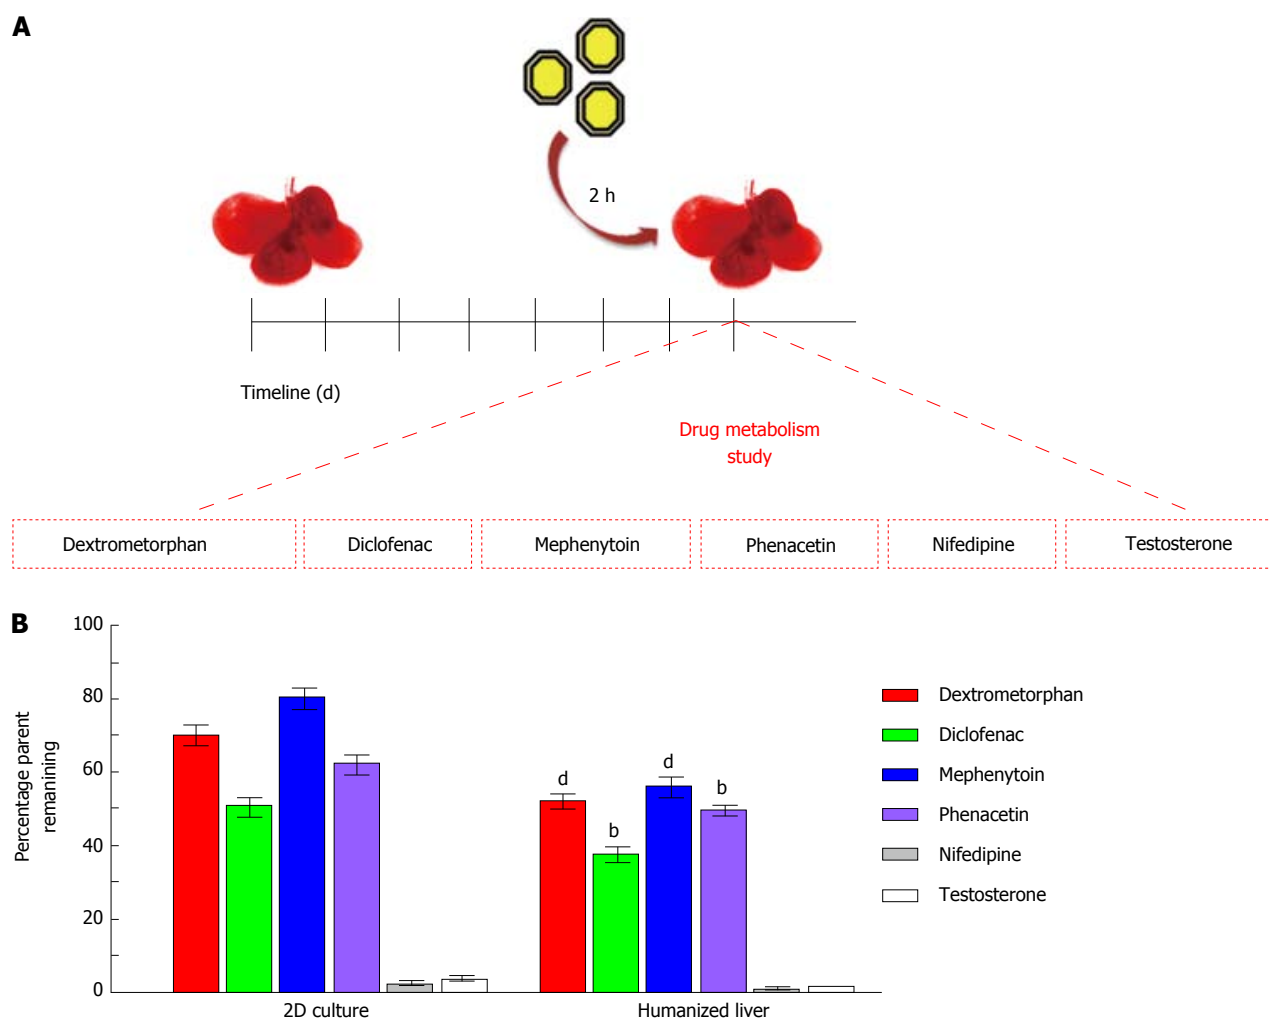 A
2 h
Timeline (d)
Drug metabolism
study
Dextrometorphan
Diclofenac
Mephenytoin
Phenacetin
Nifedipine
Testosterone
B
Percentage parent
remanining
100
80
60
40
20
0
d
b
d
b
2D culture
Humanized liver
Dextrometorphan
Diclofenac
Mephenytoin
Phenacetin
Nifedipine
Testosterone